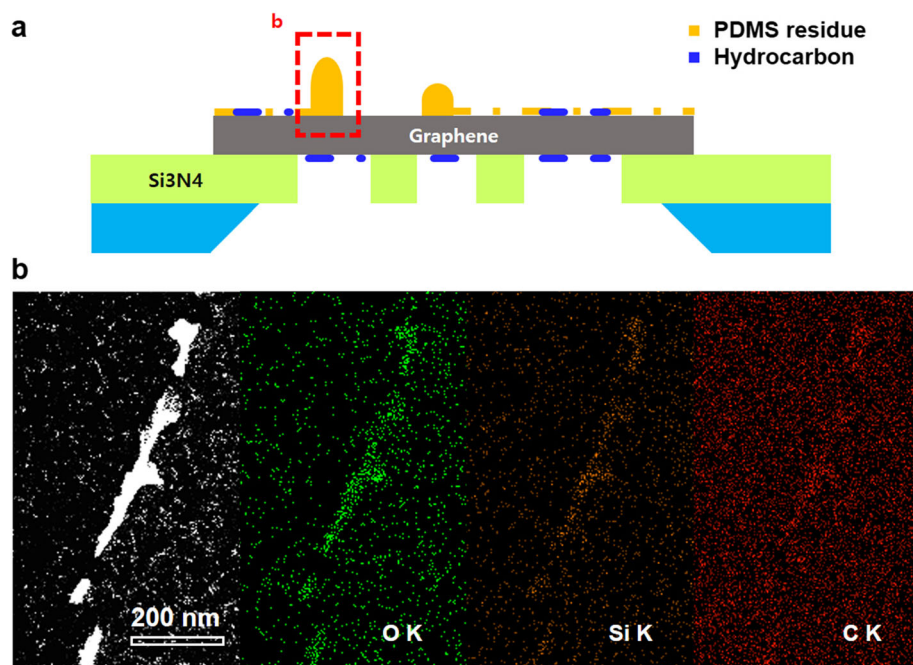 a
b
PDMS residue
Hydrocarbon
Graphene
Si3N4
b
200 nm
O K
Si K
C K